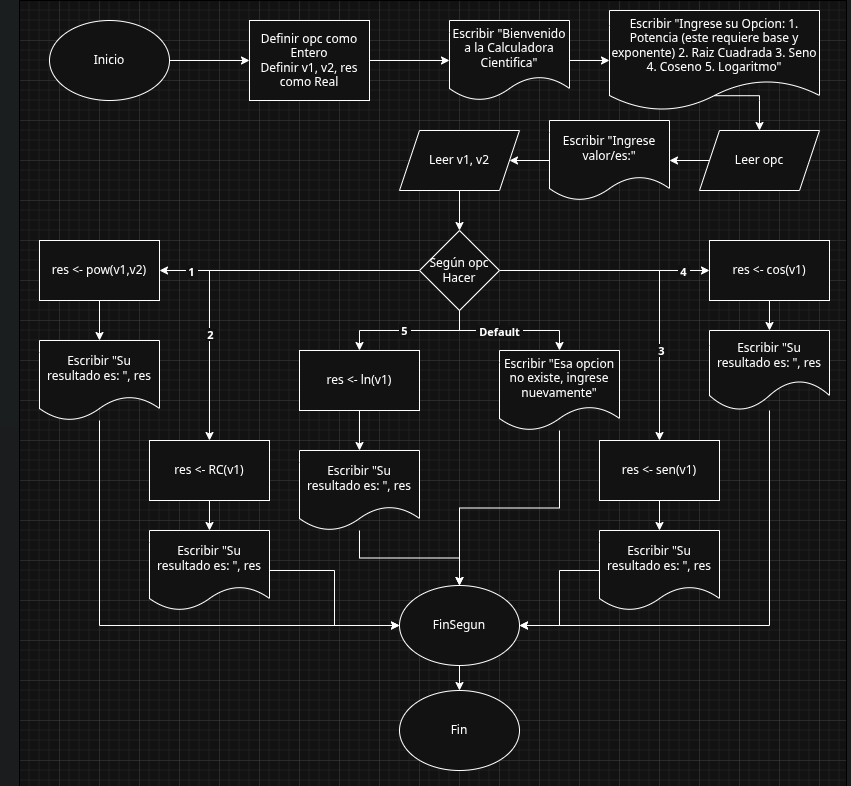 Inicio
Definir opc como
Entero
Definir v1, v2, res
como Real
Escribir "Bienvenido
a la Calculadora
Cientifica"
Escribir "Ingrese su Opcion: 1.
Potencia (este requiere base y
exponente) 2. Raiz Cuadrada 3. Seno
4. Coseno 5. Logaritmo"
Leer opc
Escribir "Ingrese
valor/es:"
Leer v1, v2
Según opc
Hacer
1
2
5
Default
3
4
res <- pow(v1,v2)
Escribir "Su
resultado es: ", res
res <- RC(v1)
Escribir "Su
resultado es: ", res
res <- ln(v1)
Escribir "Su
resultado es: ", res
Escribir "Esa opcion
no existe, ingrese
nuevamente"
res <- sen(v1)
Escribir "Su
resultado es: ", res
res <- cos(v1)
Escribir "Su
resultado es: ", res
FinSegun
Fin